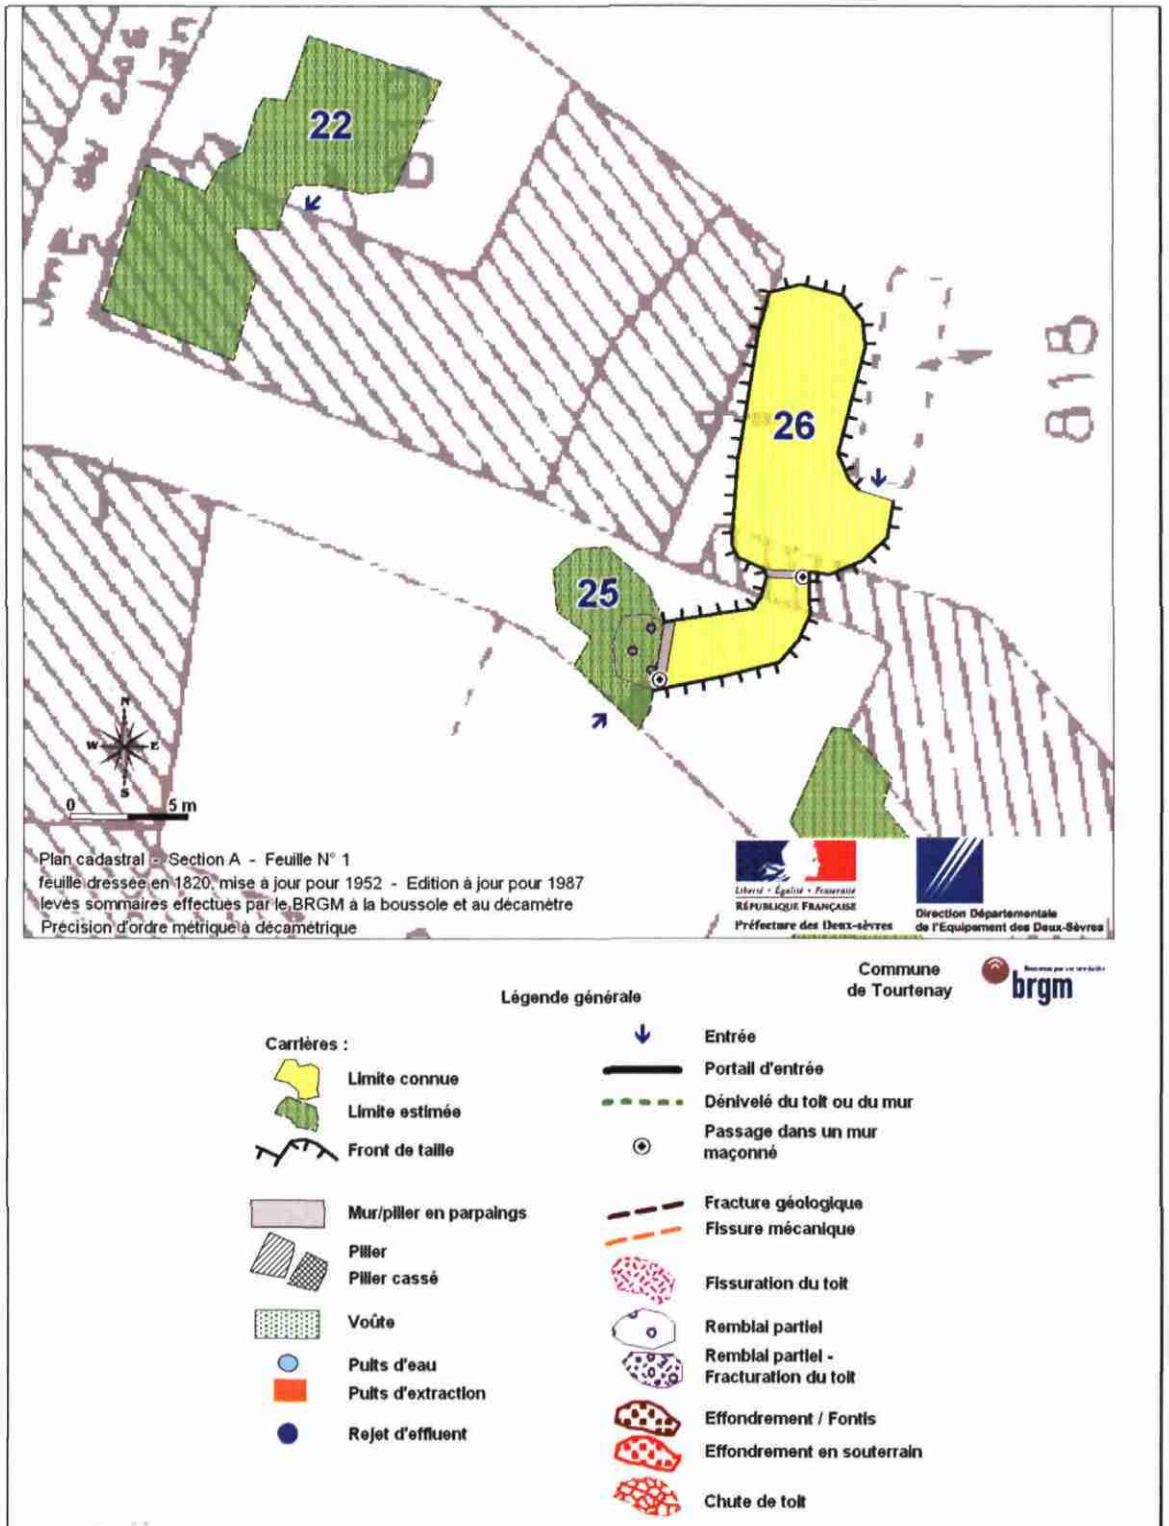 22
26
25
818
N
W E
S
0 5 m
Plan cadastral - Section A - Feuille N° 1
feuille dressée en 1820, mise à jour pour 1952 - Edition à jour pour 1987
levés sommaires effectués par le BRGM à la boussole et au décamètre
Précision d'ordre métrique à décamétrique
Liberté • Égalité • Fraternité
RÉPUBLIQUE FRANÇAISE
Préfecture des Deux-sèvres
Direction Départementale
de l'Equipement des Deux-Sèvres
Commune
de Tourtenay
brgm
Légende générale
Carrières :
Limite connue
Limite estimée
Front de taille
Mur/pilier en parpaings
Pilier
Pilier cassé
Voûte
Puits d'eau
Puits d'extraction
Rejet d'effluent
Entrée
Portail d'entrée
Dénivelé du toit ou du mur
Passage dans un mur
maçonné
Fracture géologique
Fissure mécanique
Fissuration du toit
Remblai partiel
Remblai partiel -
Fracturation du toit
Effondrement / Fontis
Effondrement en souterrain
Chute de toit